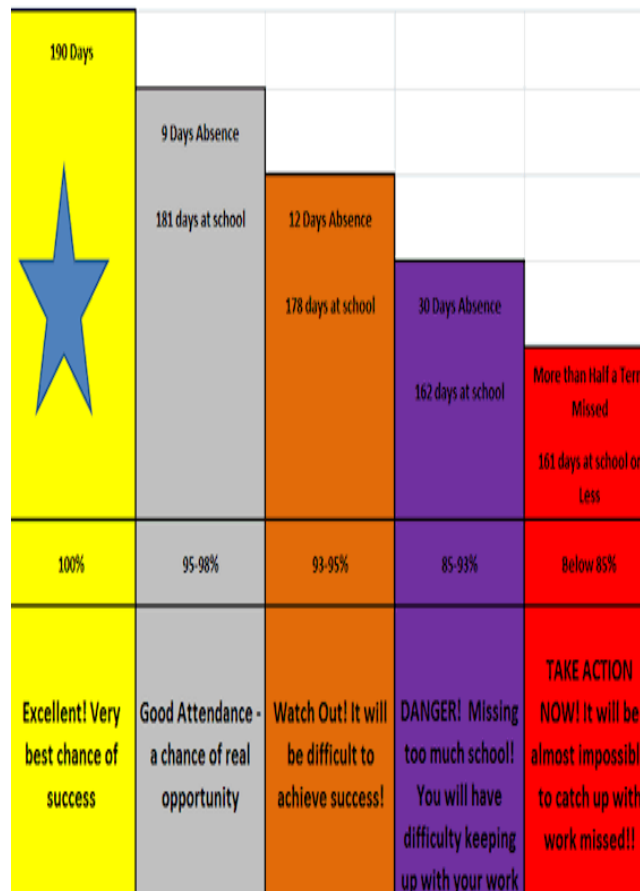 190 Days
9 Days Absence
181 days at school
12 Days Absence
178 days at school
30 Days Absence
162 days at school
More than Half a Term
Missed
161 days at school or
Less
100%
95-98%
93-95%
85-93%
Below 85%
Excellent! Very
best chance of
success
Good Attendance -
a chance of real
opportunity
Watch Out! It will
be difficult to
achieve success!
DANGER! Missing
too much school!
You will have
difficulty keeping
up with your work
TAKE ACTION
NOW! It will be
almost impossible
to catch up with
work missed!!